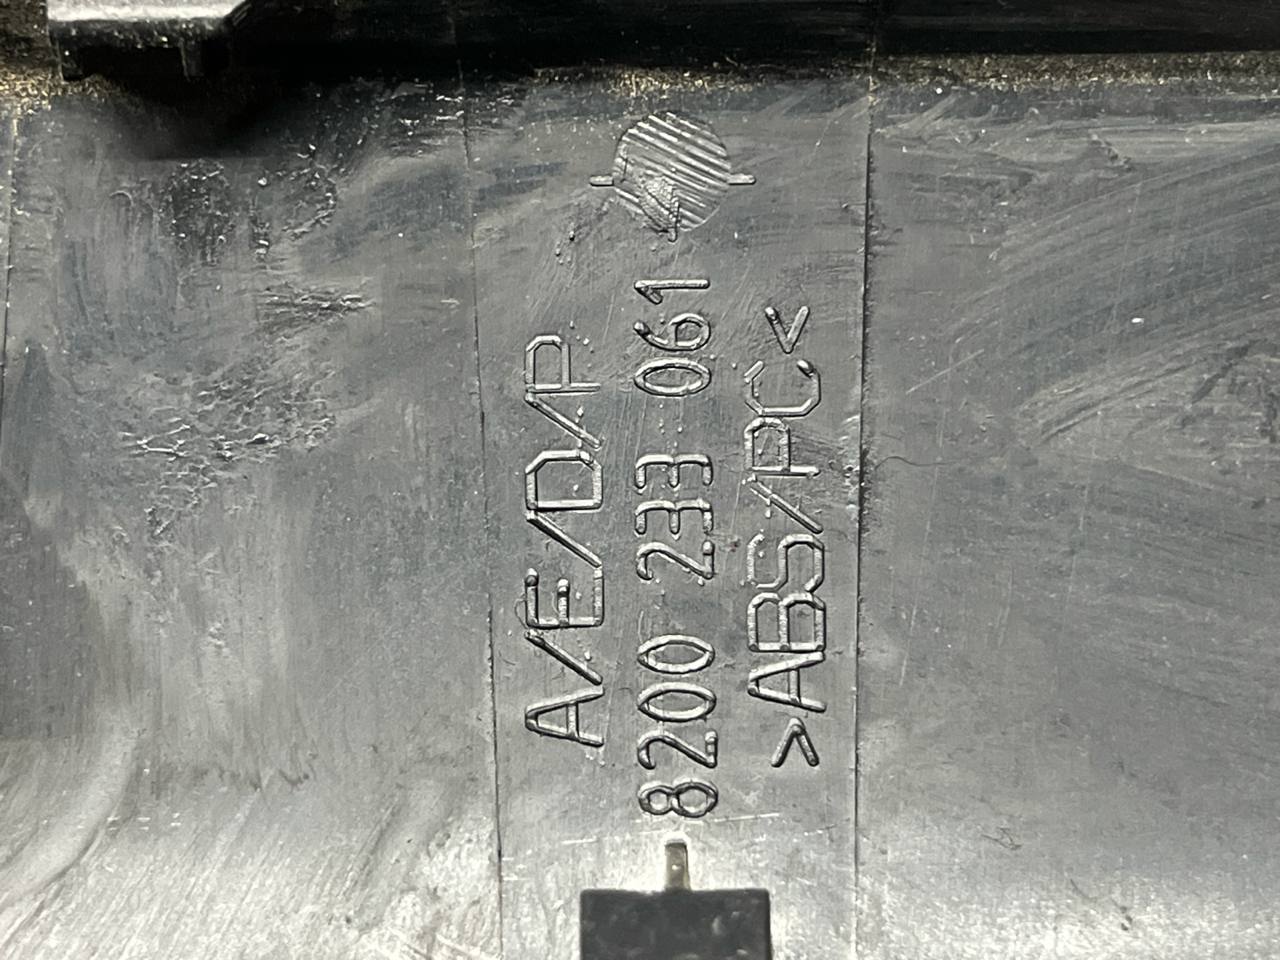 A/E/D/P
8200 233 061
>ABS/PC<